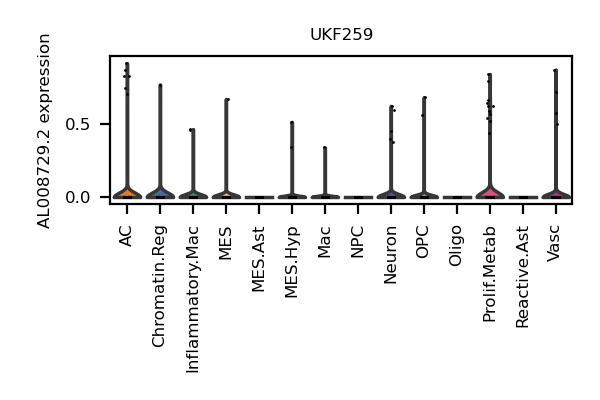 UKF259
AL008729.2 expression
0.5
0.0
AC
Chromatin.Reg
Inflammatory.Mac
MES
MES.Ast
MES.Hyp
Mac
NPC
Neuron
OPC
Oligo
Prolif.Metab
Reactive.Ast
Vasc